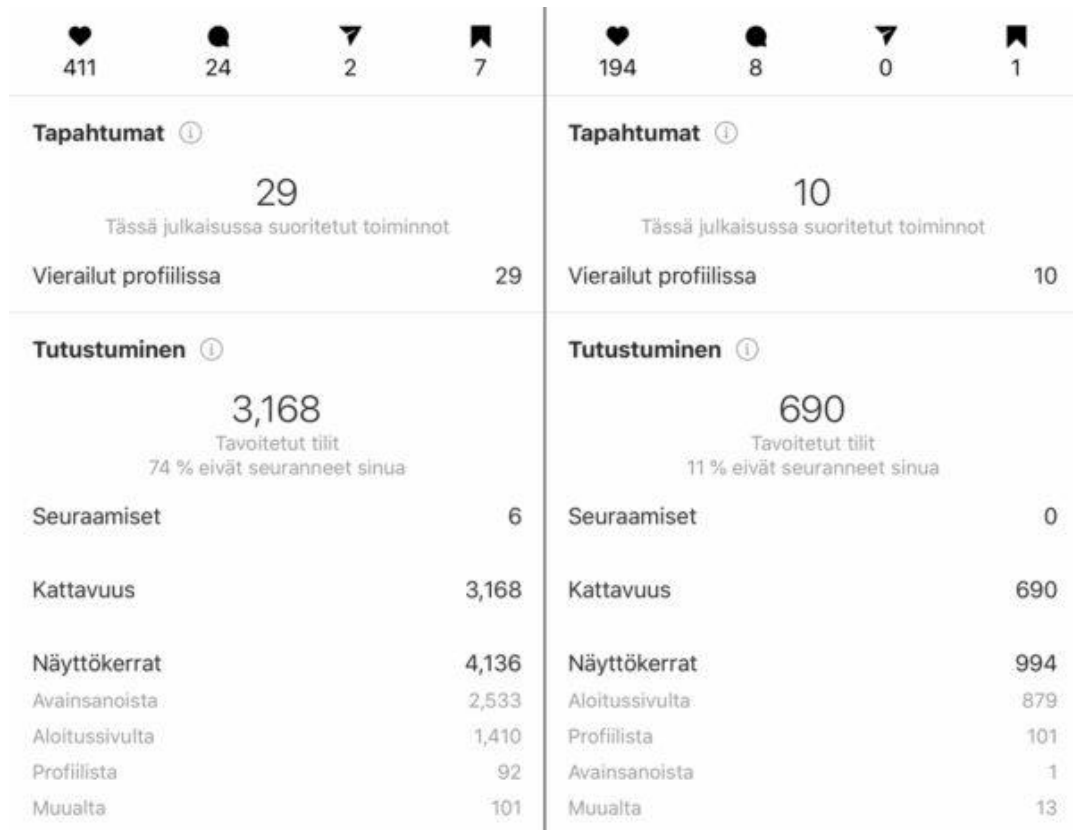 411 24 2 7
Tapahtumat
29
Tässä julkaisussa suoritetut toiminnot
Vierailut profiilissa 29
Tutustuminen
3,168
Tavoitetut tilit
74 % eivät seuranneet sinua
Seuraamiset 6
Kattavuus 3,168
Näyttökerrat 4,136
Avainsanoista 2,533
Aloitussivulta 1,410
Profiilista 92
Muualta 101
194 8 0 1
Tapahtumat
10
Tässä julkaisussa suoritetut toiminnot
Vierailut profiilissa 10
Tutustuminen
690
Tavoitetut tilit
11 % eivät seuranneet sinua
Seuraamiset 0
Kattavuus 690
Näyttökerrat 994
Aloitussivulta 879
Profiilista 101
Avainsanoista 1
Muualta 13